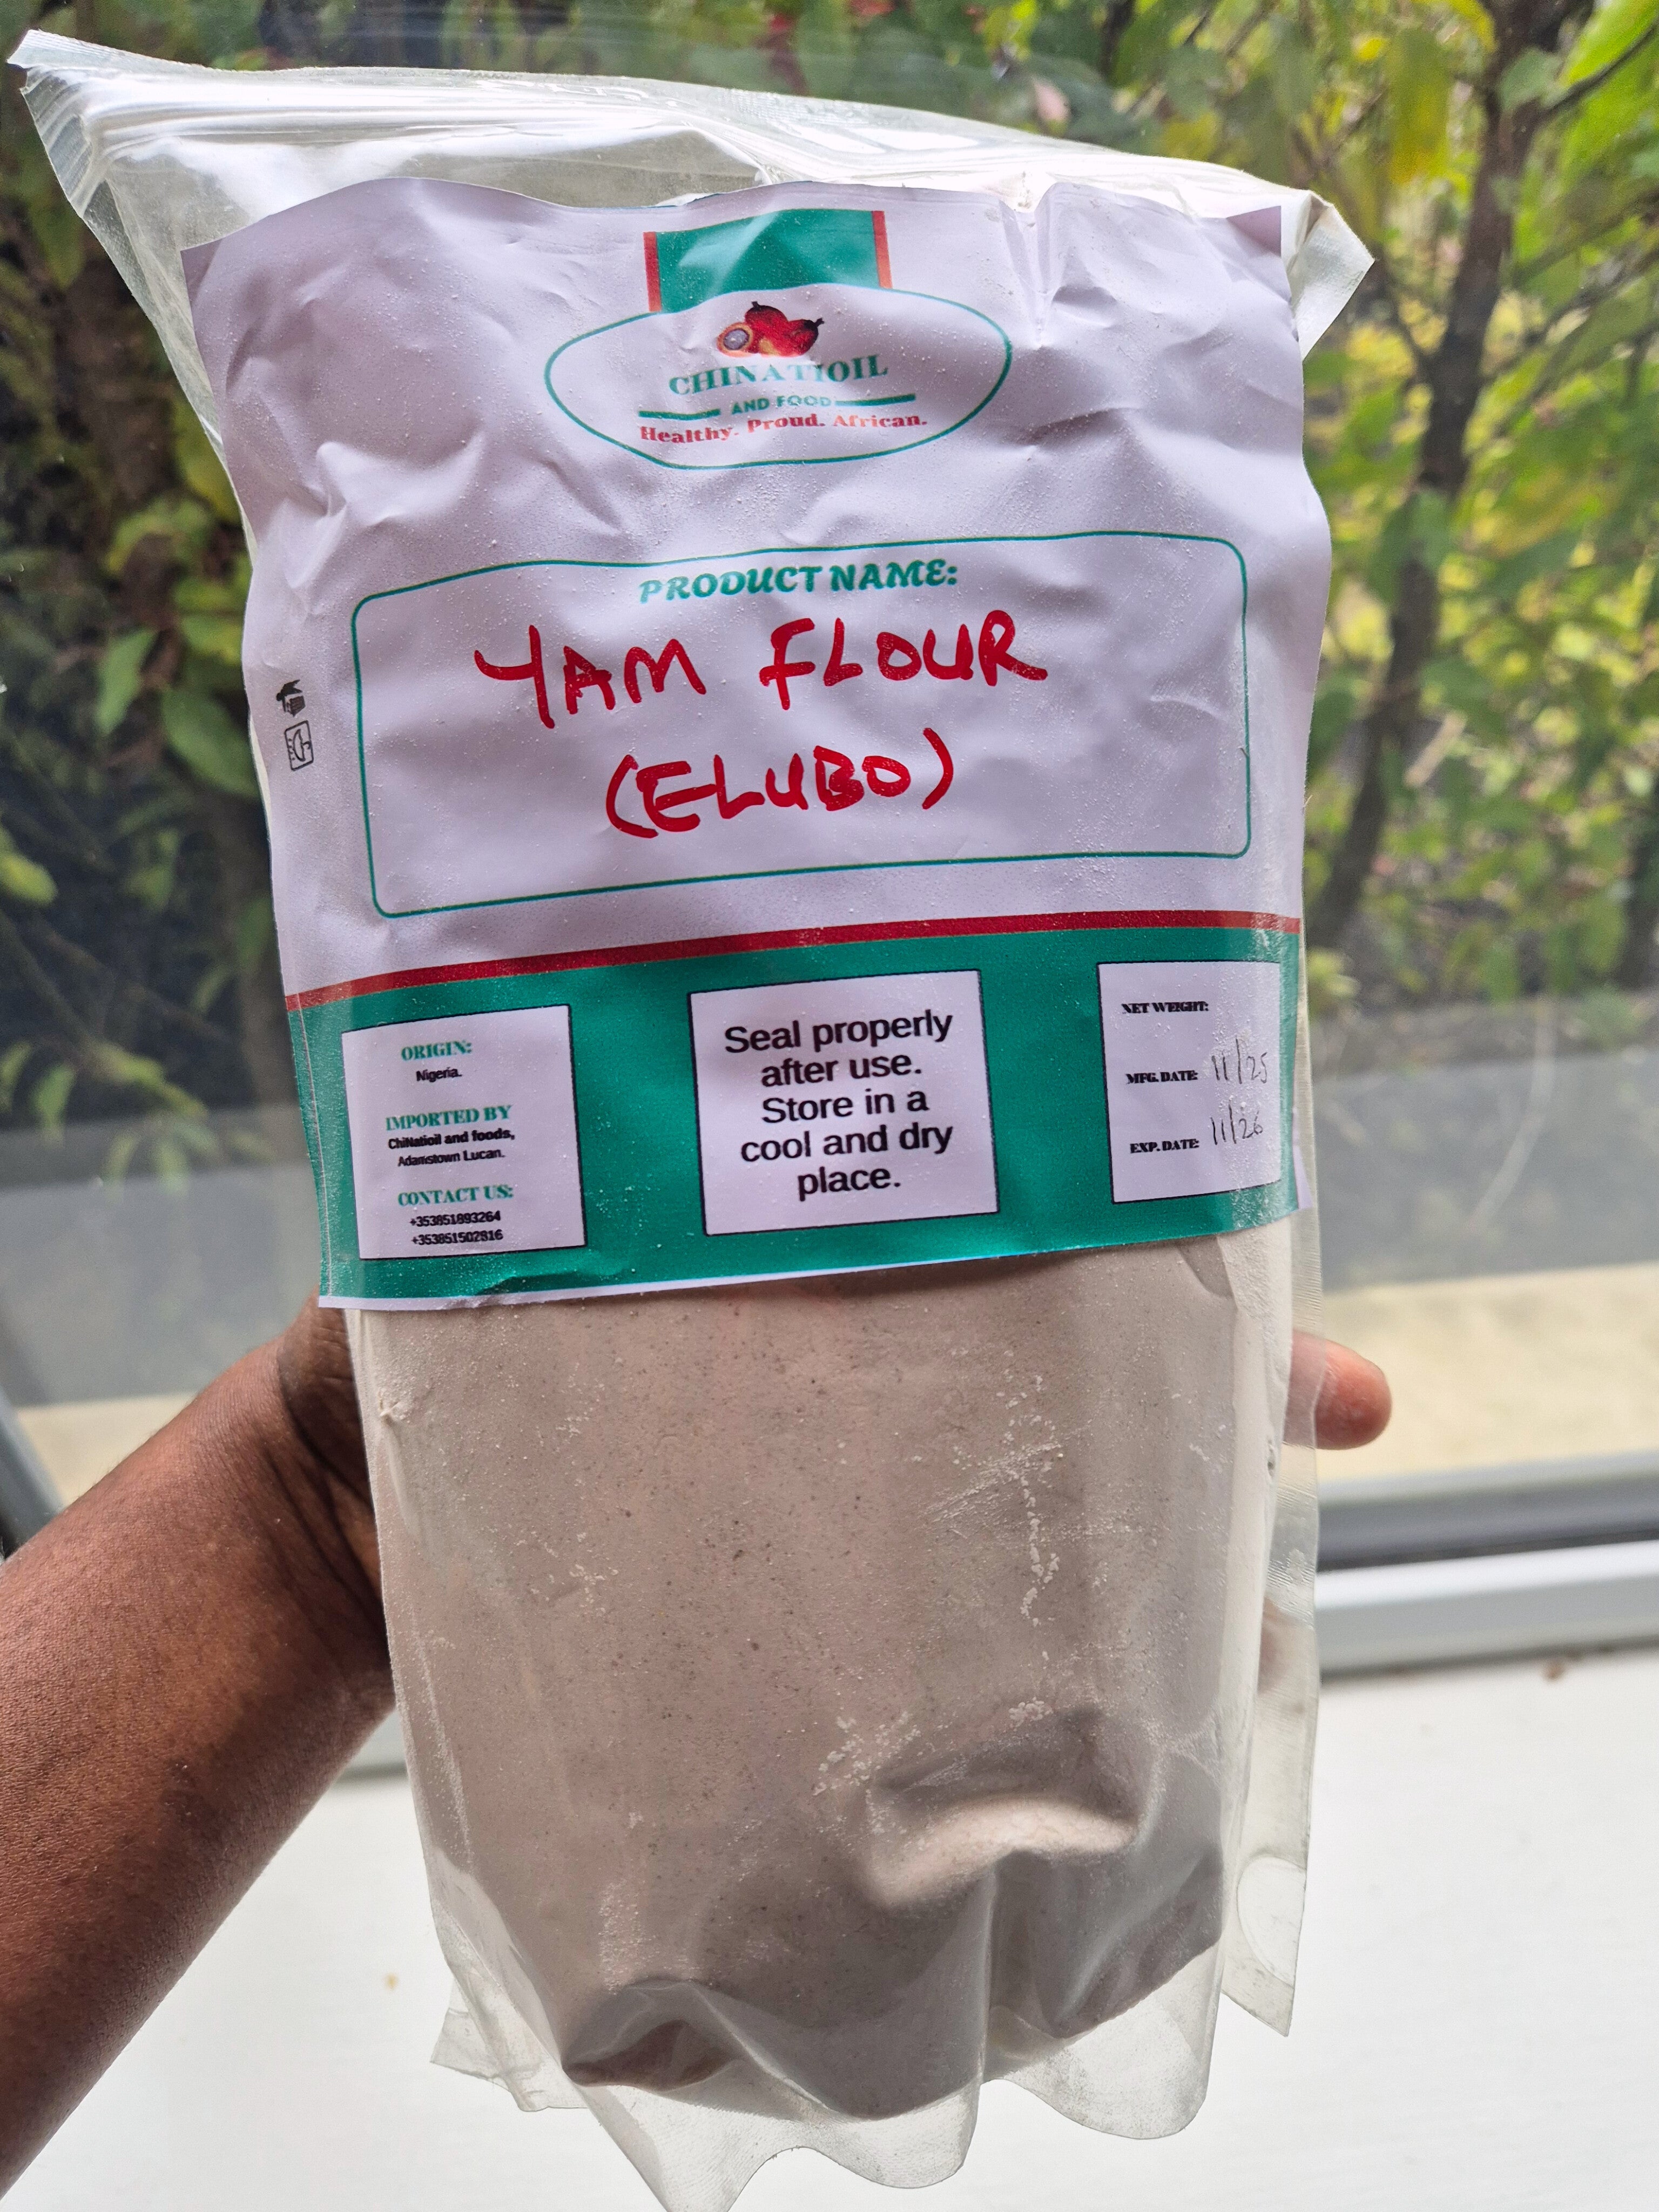 CHINATIOIL
AND FOOD
Healthy. Proud. African.
PRODUCT NAME:
YAM FLOUR
(ELUBO)
ORIGIN:
Nigeria.
IMPORTED BY
ChiNatioil and foods,
Adamstown Lucan.
CONTACT US:
+353851893264
+353851502816
Seal properly
after use.
Store in a
cool and dry
place.
NET WEIGHT:
MFG. DATE: 11/25
EXP. DATE: 11/26